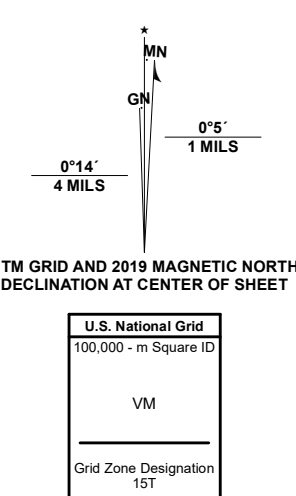 ★
MN
GN
0°5´
1 MILS
0°14´
4 MILS
TM GRID AND 2019 MAGNETIC NORTH
DECLINATION AT CENTER OF SHEET
U.S. National Grid
100,000 - m Square ID
VM
Grid Zone Designation
15T